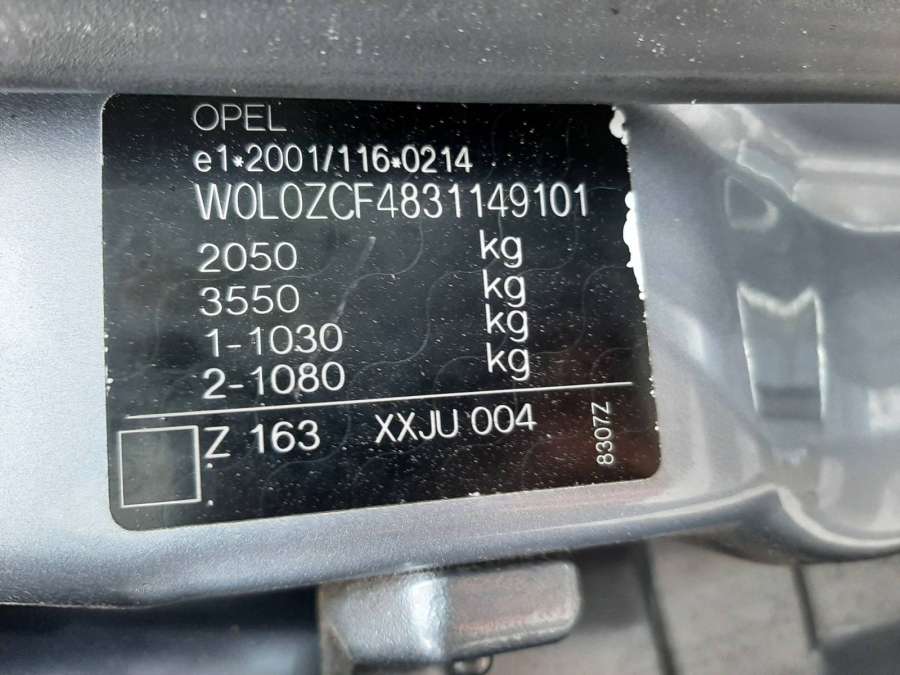 OPEL
e1*2001/116*0214
W0L0ZCF4831149101
2050 kg
3550 kg
1-1030 kg
2-1080 kg
Z 163 XXJU 004
8307Z